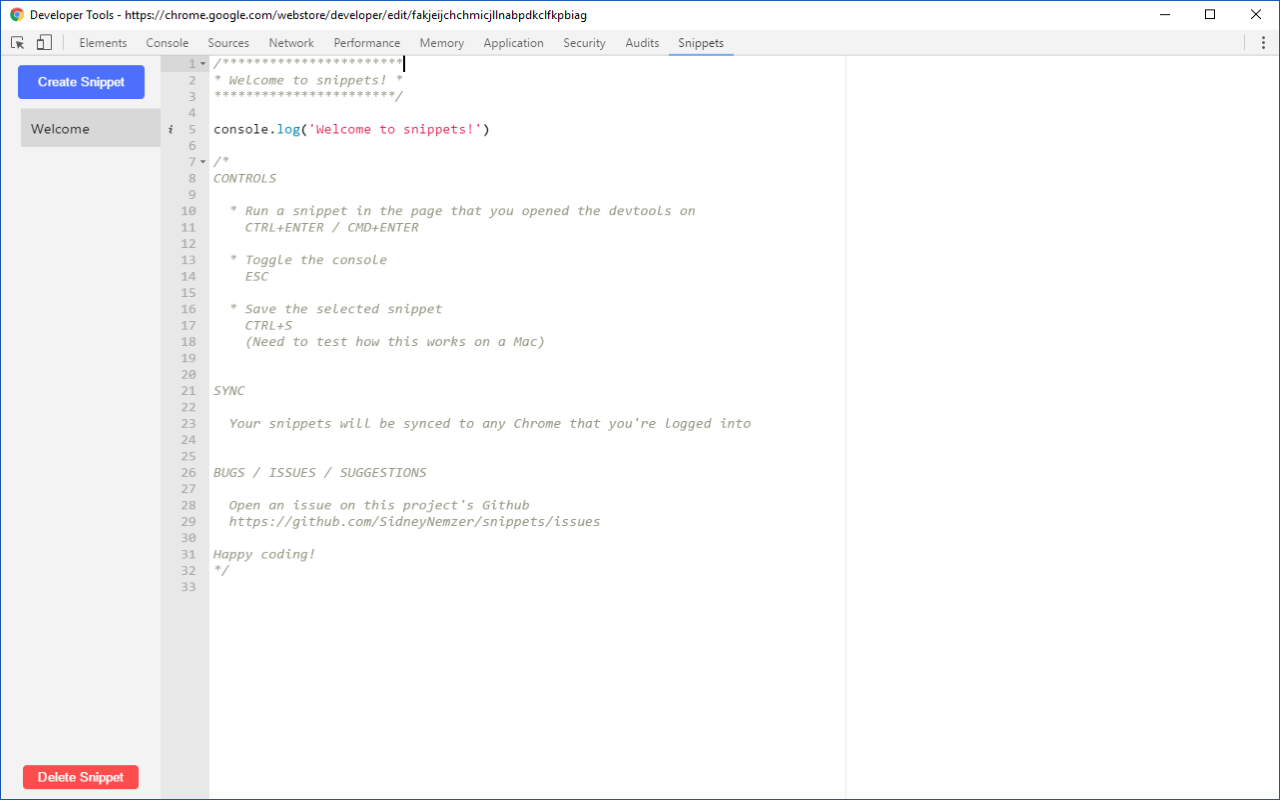 Developer Tools - https://chrome.google.com/webstore/developer/edit/fakjeijchchmicjllnabpdkclfkpbiag
Elements Console Sources Network Performance Memory Application Security Audits Snippets
Create Snippet
Welcome
Delete Snippet
1 /***********************
2 * Welcome to snippets! *
3 ***********************/
4
i 5 console.log('Welcome to snippets!')
6
7 /*
8 CONTROLS
9
10 * Run a snippet in the page that you opened the devtools on
11 CTRL+ENTER / CMD+ENTER
12
13 * Toggle the console
14 ESC
15
16 * Save the selected snippet
17 CTRL+S
18 (Need to test how this works on a Mac)
19
20
21 SYNC
22
23 Your snippets will be synced to any Chrome that you're logged into
24
25
26 BUGS / ISSUES / SUGGESTIONS
27
28 Open an issue on this project's Github
29 https://github.com/SidneyNemzer/snippets/issues
30
31 Happy coding!
32 */
33